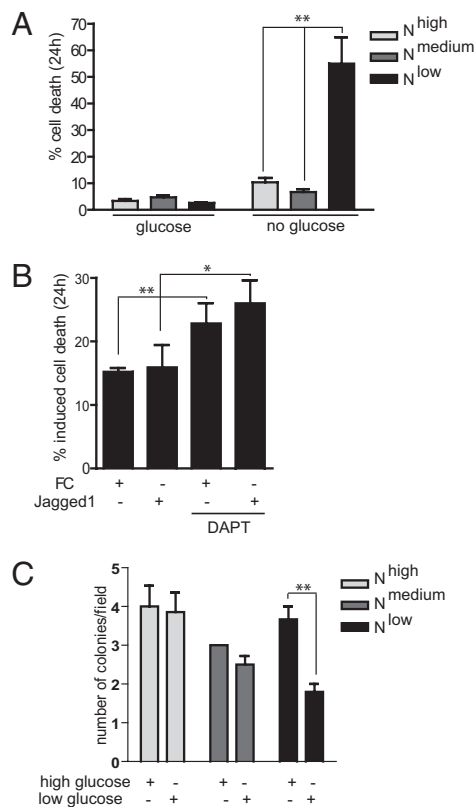 A
% cell death (24h)
70
60
50
40
30
20
10
0
**
N high
N medium
N low
glucose
no glucose
B
% induced cell death (24h)
30
20
10
0
**
*
FC + - + -
Jagged1 - + - +
DAPT
C
number of colonies/field
5
4
3
2
1
0
**
N high
N medium
N low
high glucose + - + - + -
low glucose - + - + - +